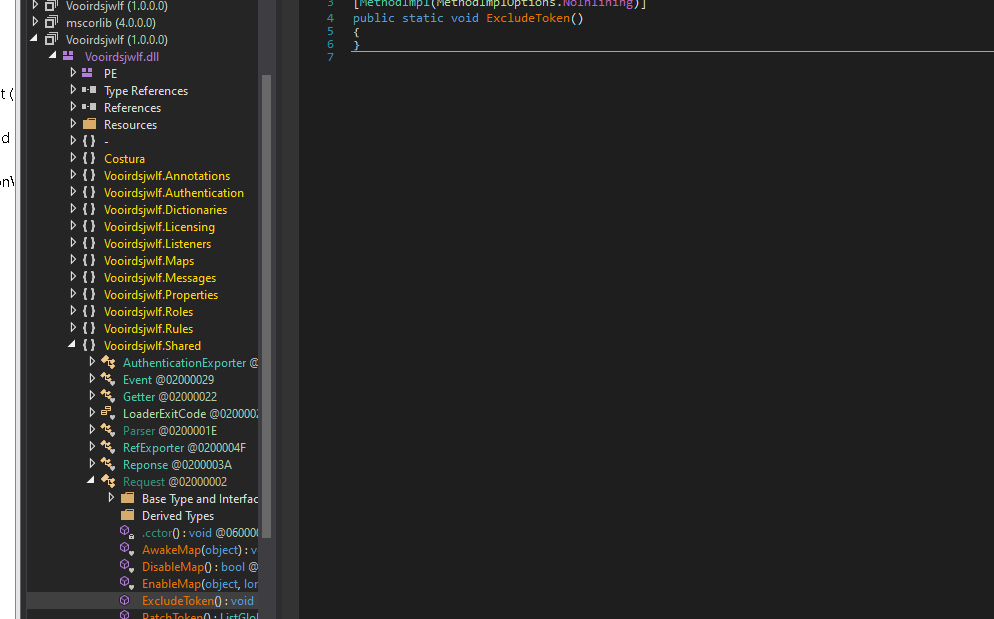 Vooirdsjwlf (1.0.0.0)
mscorlib (4.0.0.0)
Vooirdsjwlf (1.0.0.0)
Vooirdsjwlf.dll
PE
Type References
References
Resources
{ } -
{ } Costura
{ } Vooirdsjwlf.Annotations
{ } Vooirdsjwlf.Authentication
{ } Vooirdsjwlf.Dictionaries
{ } Vooirdsjwlf.Licensing
{ } Vooirdsjwlf.Listeners
{ } Vooirdsjwlf.Maps
{ } Vooirdsjwlf.Messages
{ } Vooirdsjwlf.Properties
{ } Vooirdsjwlf.Roles
{ } Vooirdsjwlf.Rules
{ } Vooirdsjwlf.Shared
AuthenticationExporter @
Event @02000029
Getter @02000022
LoaderExitCode @0200002
Parser @0200001E
RefExporter @0200004F
Reponse @0200003A
Request @02000002
Base Type and Interfac
Derived Types
.cctor() : void @06000
AwakeMap(object) : v
DisableMap() : bool @
EnableMap(object, lon
ExcludeToken() : void
PatchToken() : ListGlo
t (
d
on\
3 [MethodImpl(MethodImplOptions.NoInlining)]
4 public static void ExcludeToken()
5 {
6 }
7